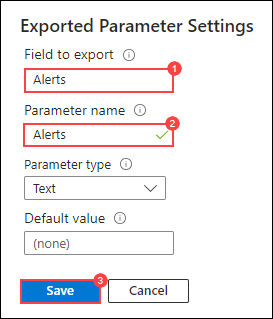 Exported Parameter Settings
Field to export
1
Alerts
Parameter name
2
Alerts
Parameter type
Text
Default value
(none)
3
Save Cancel